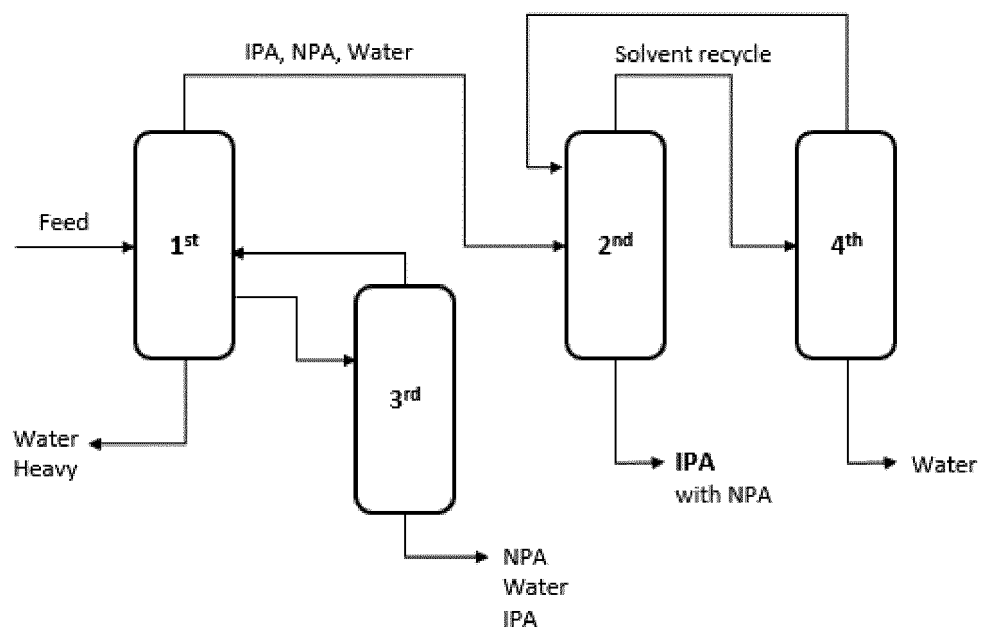 IPA, NPA, Water
Solvent recycle
Feed
1st
2nd
4th
3rd
Water
Heavy
IPA
with NPA
Water
NPA
Water
IPA